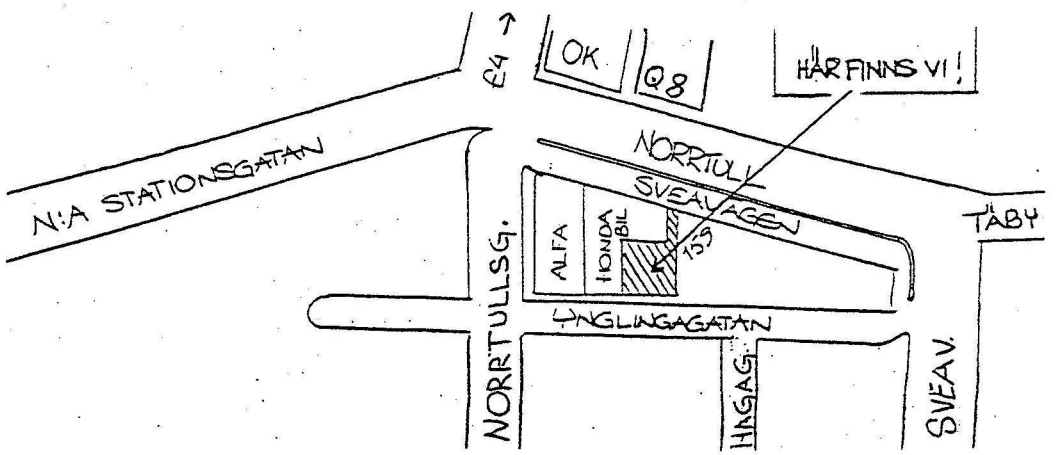 E4
OK
Q8
HÄR FINNS VI!
N:A STATIONSGATAN
NORRTULL
SVEAVÄGEN
TÄBY
ALFA
HONDA
BIL
159
NORRTULLSG.
YNGLINGAGATAN
HAGAG.
SVEAV.